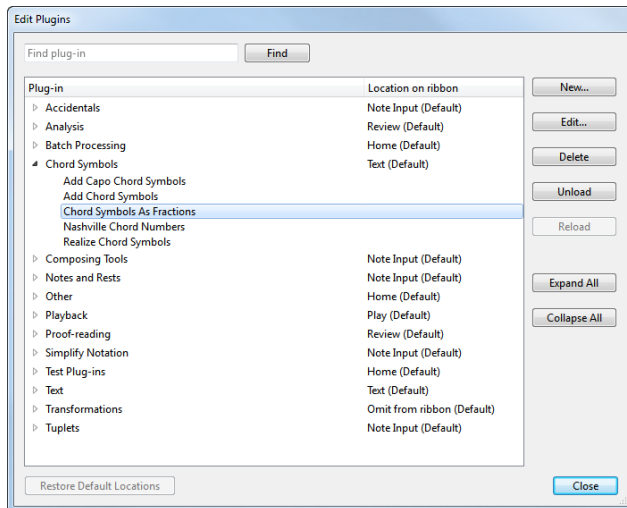 Edit Plugins
Find plug-in Find
Plug-in Location on ribbon New...
Accidentals Note Input (Default)
Analysis Review (Default) Edit...
Batch Processing Home (Default)
Chord Symbols Text (Default) Delete
Add Capo Chord Symbols
Add Chord Symbols Unload
Chord Symbols As Fractions
Nashville Chord Numbers Reload
Realize Chord Symbols
Composing Tools Note Input (Default)
Notes and Rests Note Input (Default) Expand All
Other Home (Default)
Playback Play (Default) Collapse All
Proof-reading Review (Default)
Simplify Notation Note Input (Default)
Test Plug-ins Home (Default)
Text Text (Default)
Transformations Omit from ribbon (Default)
Tuplets Note Input (Default)
Restore Default Locations Close